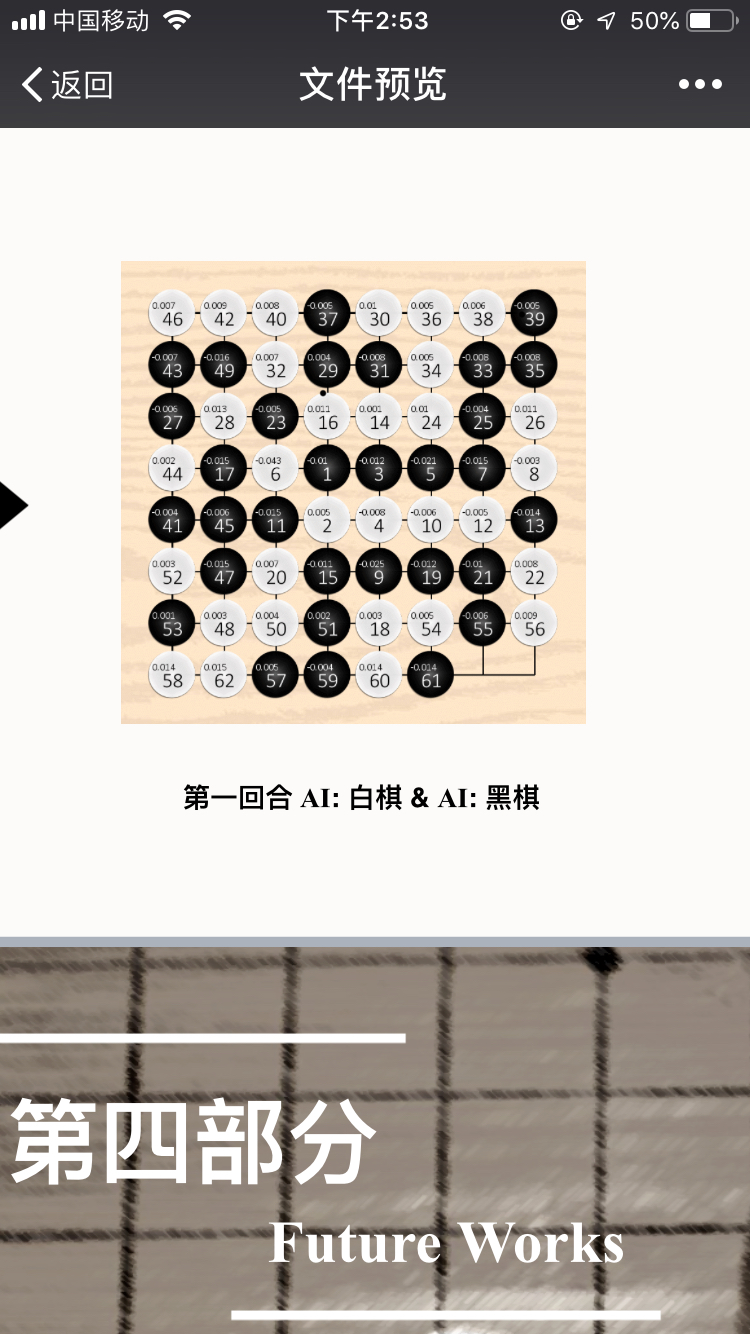 中国移动
下午2:53
50%
返回
文件预览
0.007 46 0.009 42 0.008 40 -0.005 37 0.01 30 0.005 36 0.006 38 -0.005 39
-0.007 43 -0.016 49 0.007 32 0.004 29 -0.008 31 0.005 34 -0.008 33 -0.008 35
-0.006 27 0.013 28 -0.005 23 0.011 16 0.001 14 0.01 24 -0.004 25 0.011 26
0.002 44 -0.015 17 -0.043 6 -0.01 1 -0.012 3 -0.021 5 -0.015 7 -0.003 8
-0.004 41 -0.006 45 -0.015 11 0.005 2 -0.008 4 -0.006 10 -0.005 12 -0.014 13
0.003 52 -0.015 47 0.007 20 -0.011 15 -0.025 9 -0.012 19 -0.01 21 0.008 22
0.001 53 0.003 48 0.004 50 0.002 51 0.003 18 0.005 54 -0.006 55 0.009 56
0.014 58 0.015 62 0.005 57 -0.004 59 0.014 60 -0.014 61
第一回合 AI: 白棋 & AI: 黑棋
第四部分
Future Works